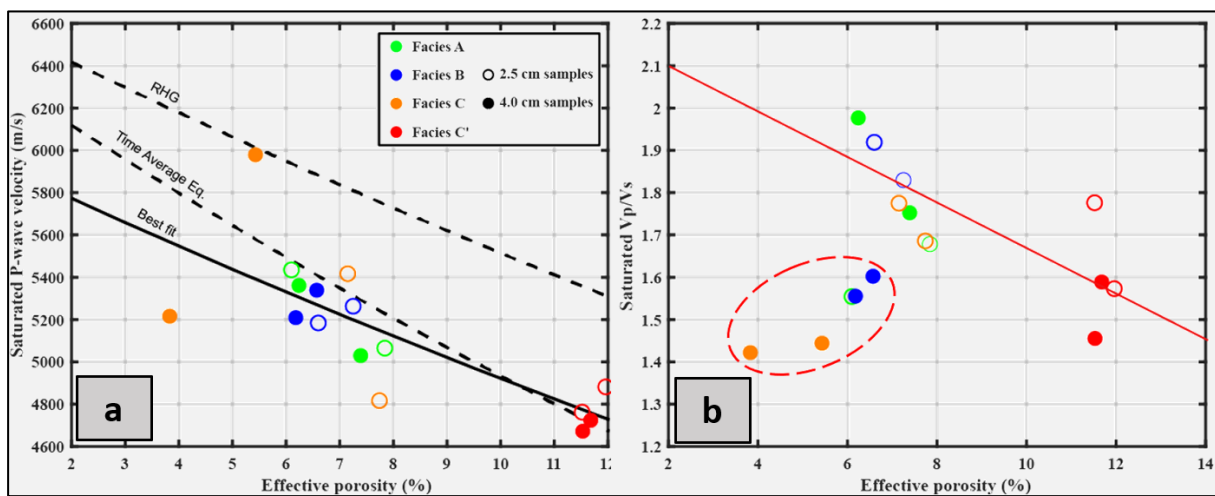 6600
6400
6200
6000
5800
5600
5400
5200
5000
4800
4600
Saturated P-wave velocity (m/s)
2 3 4 5 6 7 8 9 10 11 12
Effective porosity (%)
RHG
Time Average Eq.
Best fit
Facies A
Facies B
Facies C
Facies C'
2.5 cm samples
4.0 cm samples
a
2.2
2.1
2
1.9
1.8
1.7
1.6
1.5
1.4
1.3
1.2
Saturated Vp/Vs
2 4 6 8 10 12 14
Effective porosity (%)
b